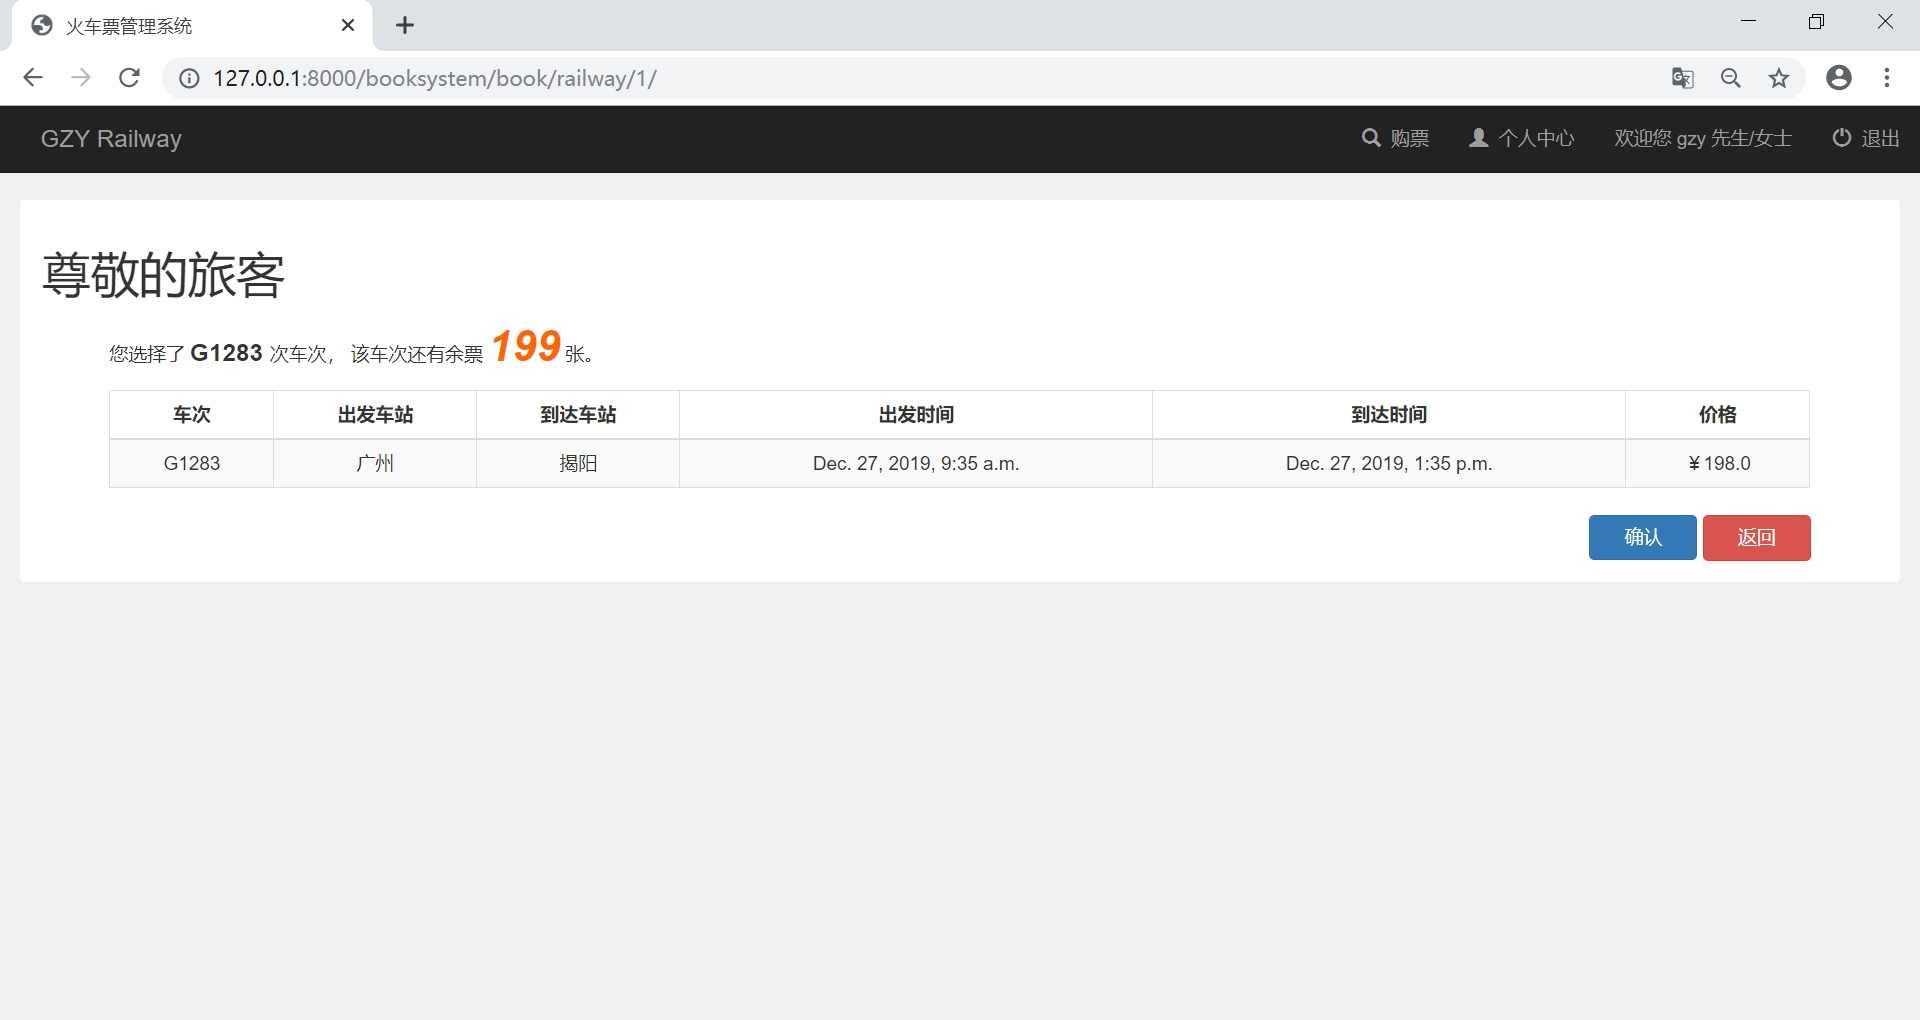 火车票管理系统
127.0.0.1:8000/booksystem/book/railway/1/
GZY Railway 购票 个人中心 欢迎您 gzy 先生/女士 退出
尊敬的旅客
您选择了 G1283 次车次， 该车次还有余票 199 张。
车次 出发车站 到达车站 出发时间 到达时间 价格
G1283 广州 揭阳 Dec. 27, 2019, 9:35 a.m. Dec. 27, 2019, 1:35 p.m. ¥ 198.0
确认 返回